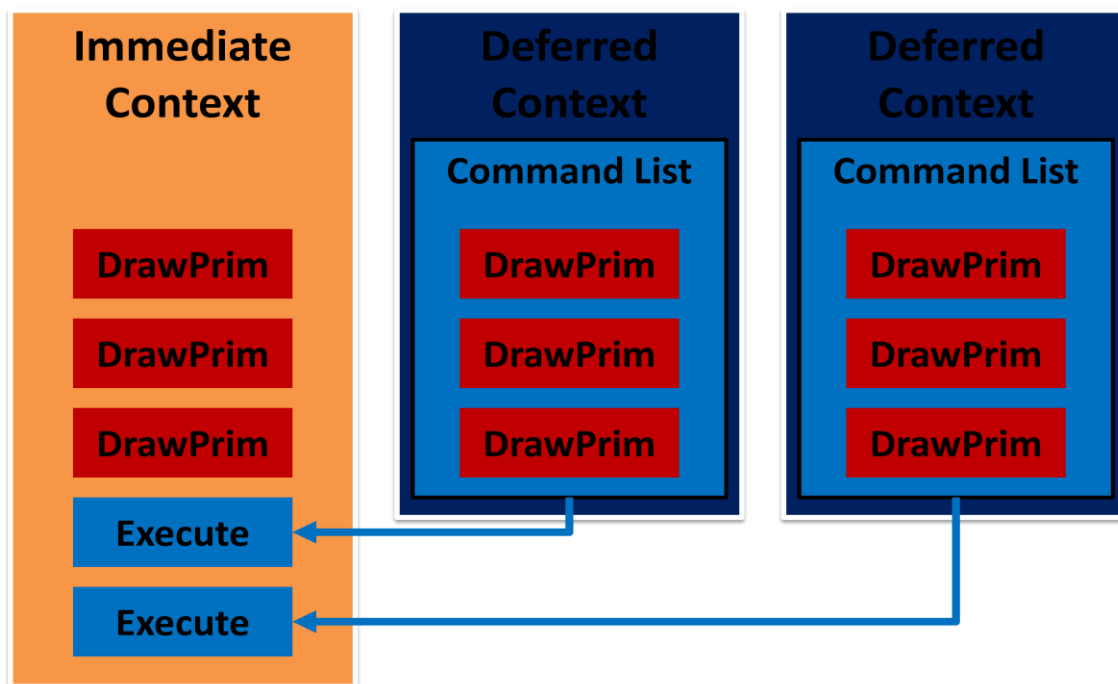 Immediate
Context
DrawPrim
DrawPrim
DrawPrim
Execute
Execute
Deferred
Context
Command List
DrawPrim
DrawPrim
DrawPrim
Deferred
Context
Command List
DrawPrim
DrawPrim
DrawPrim